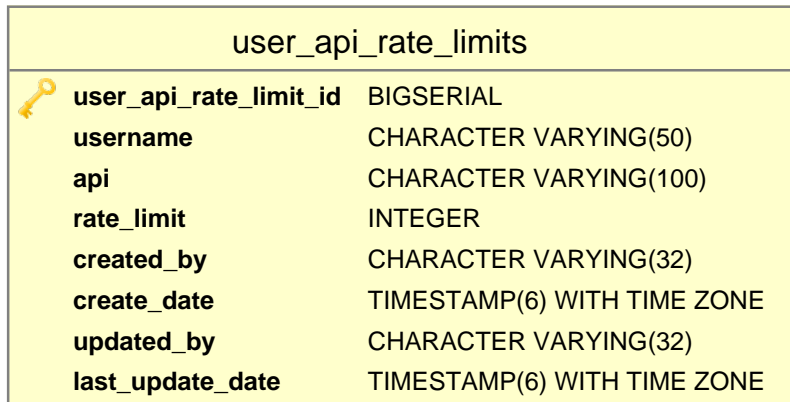 user_api_rate_limits
user_api_rate_limit_id BIGSERIAL
username CHARACTER VARYING(50)
api CHARACTER VARYING(100)
rate_limit INTEGER
created_by CHARACTER VARYING(32)
create_date TIMESTAMP(6) WITH TIME ZONE
updated_by CHARACTER VARYING(32)
last_update_date TIMESTAMP(6) WITH TIME ZONE